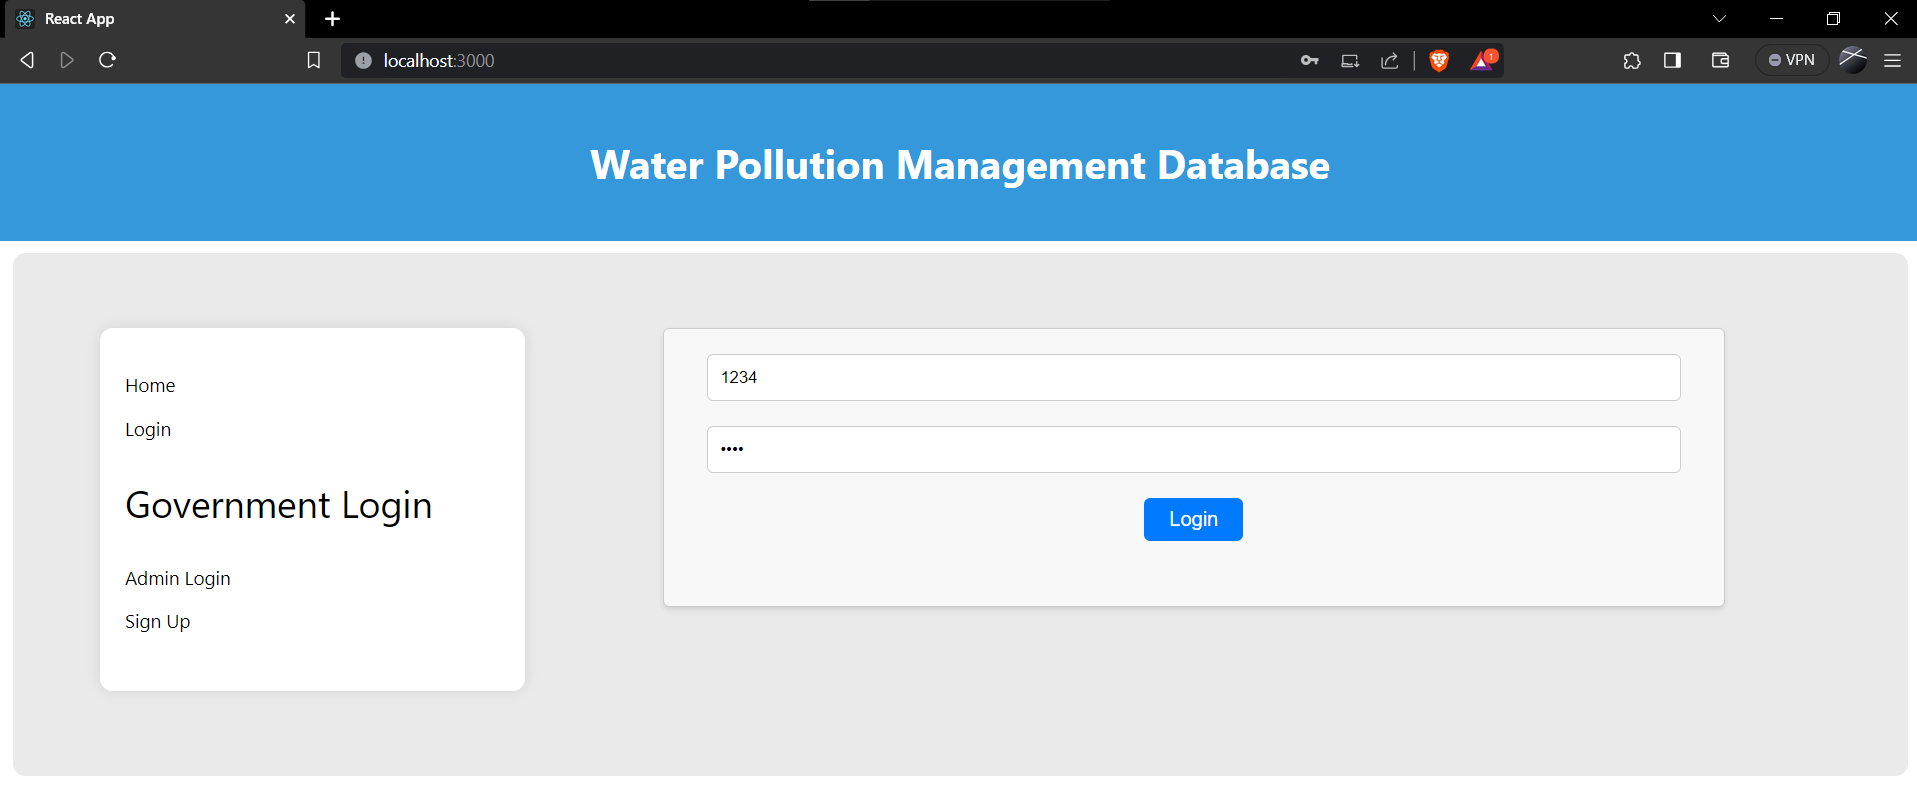 React App
localhost:3000
1
VPN
Water Pollution Management Database
Home
Login
Government Login
Admin Login
Sign Up
1234
••••
Login